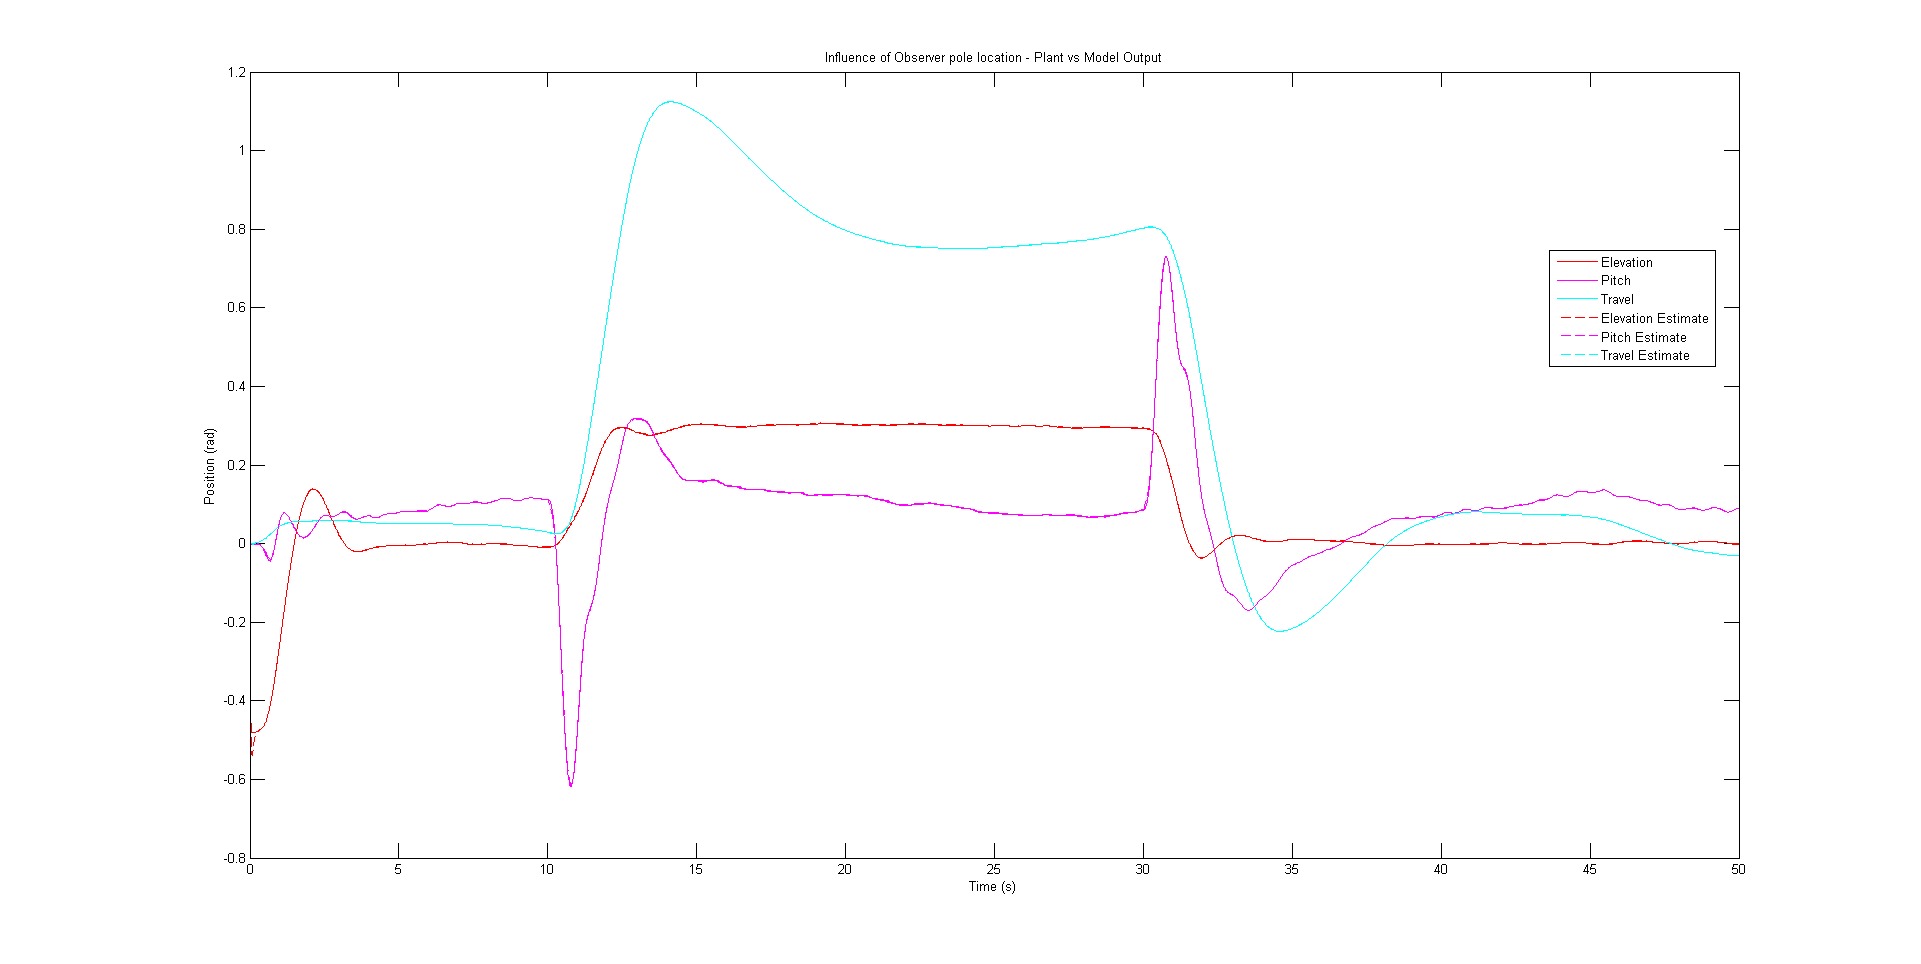 Influence of Observer pole location - Plant vs Model Output
1.2
1
0.8
0.6
0.4
0.2
0
-0.2
-0.4
-0.6
-0.8
Position (rad)
Elevation
Pitch
Travel
Elevation Estimate
Pitch Estimate
Travel Estimate
0 5 10 15 20 25 30 35 40 45 50
Time (s)